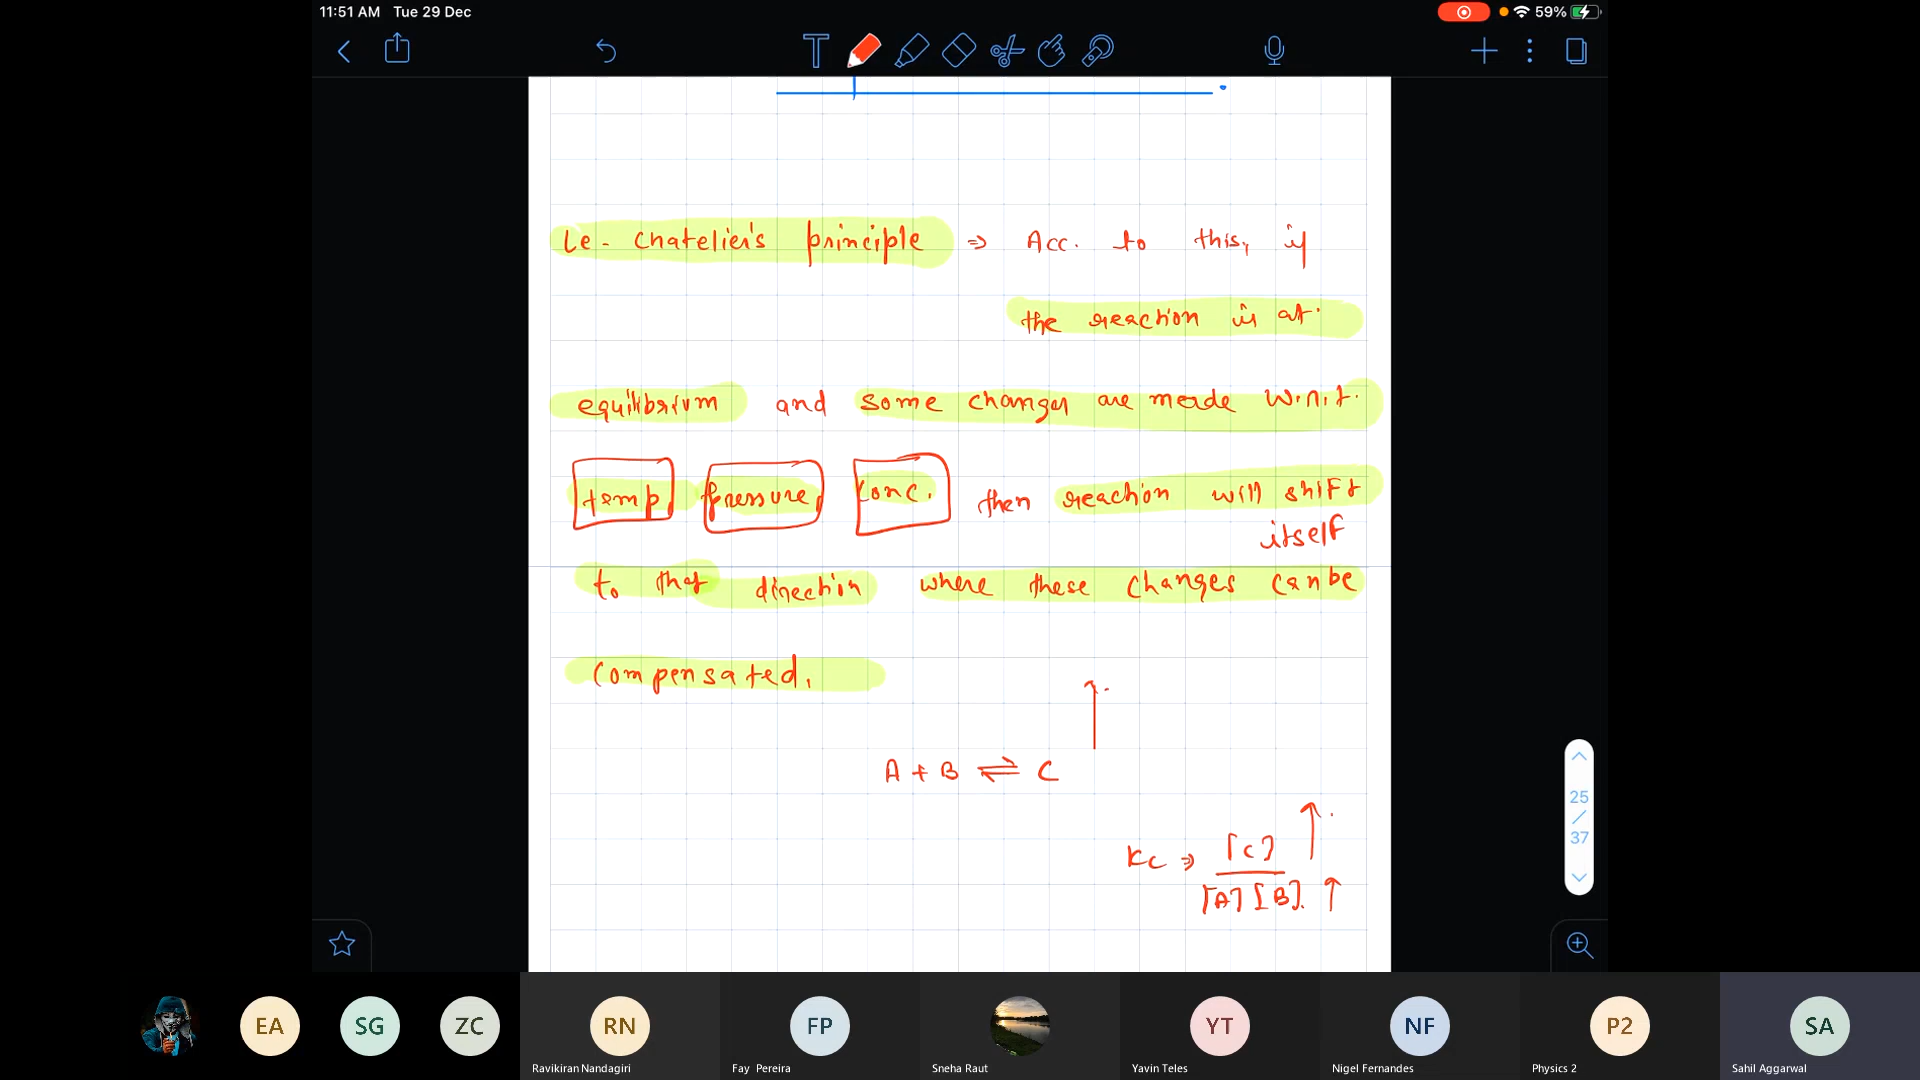 11:51 AM Tue 29 Dec
59%
Le-Chatelier's principle ⇒ Acc. to this, if
the reaction is at
equilibrium and some changes are made w.r.t.
temp, pressure, conc. then reaction will shift
itself
to that direction where these changes can be
compensated.
A + B ⇌ C
Kc ⇒ [C] ↑
[A] [B]. ↑
25
/
37
EA
SG
ZC
RN
FP
YT
NF
P2
SA
Ravikiran Nandagiri
Fay Pereira
Sneha Raut
Yavin Teles
Nigel Fernandes
Physics 2
Sahil Aggarwal